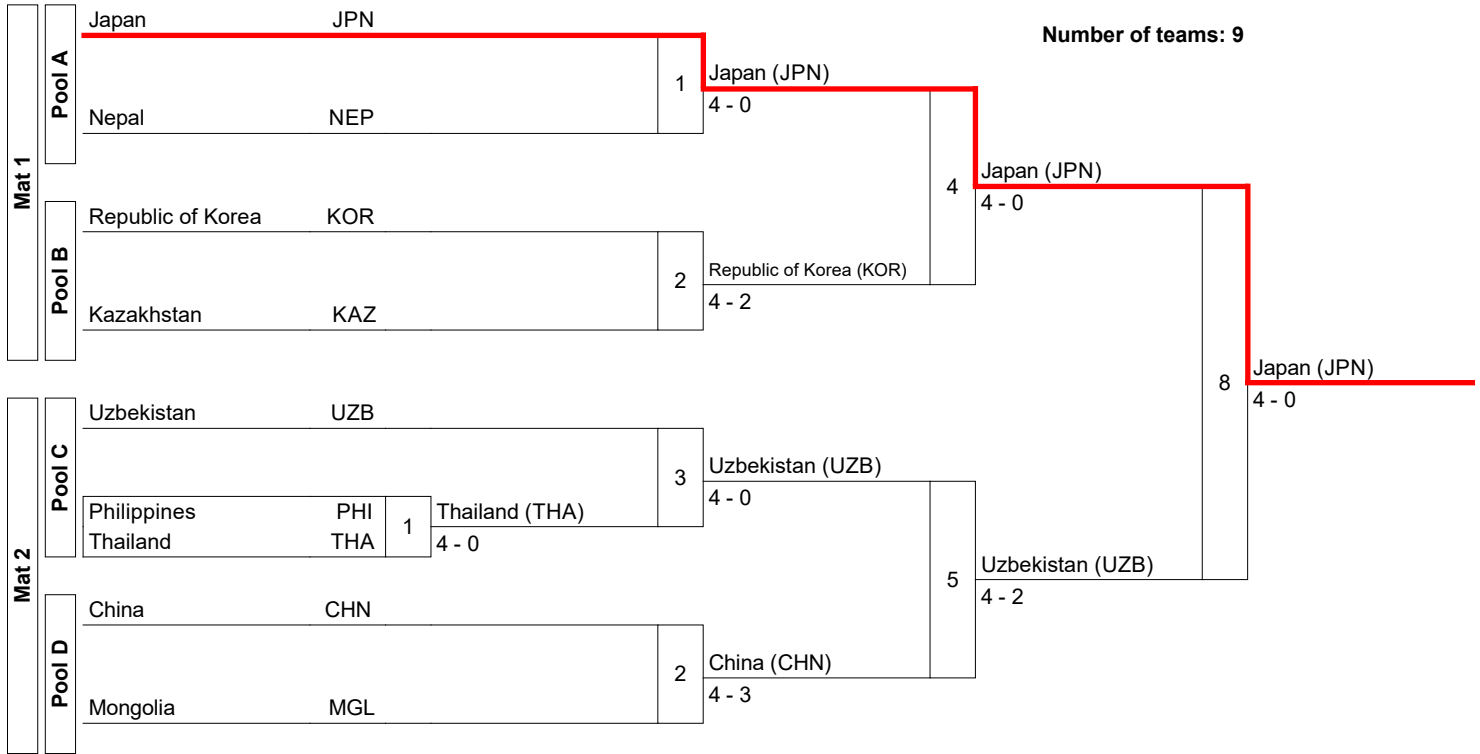 Number of teams: 9
Mat 1
Pool A
Japan JPN
Nepal NEP
1
Japan (JPN)
4 - 0
Pool B
Republic of Korea KOR
Kazakhstan KAZ
2
Republic of Korea (KOR)
4 - 2
4
Japan (JPN)
4 - 0
Mat 2
Pool C
Uzbekistan UZB
Philippines PHI
Thailand THA
1
Thailand (THA)
4 - 0
3
Uzbekistan (UZB)
4 - 0
Pool D
China CHN
Mongolia MGL
2
China (CHN)
4 - 3
5
Uzbekistan (UZB)
4 - 2
8
Japan (JPN)
4 - 0